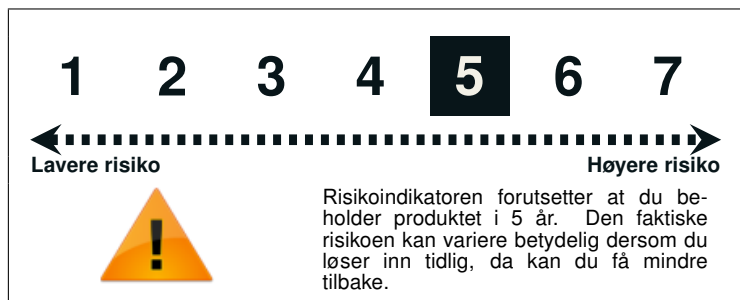 1 2 3 4 5 6 7
Lavere risiko Høyere risiko
!
Risikoindikatoren forutsetter at du be-
holder produktet i 5 år. Den faktiske
risikoen kan variere betydelig dersom du
løser inn tidlig, da kan du få mindre
tilbake.